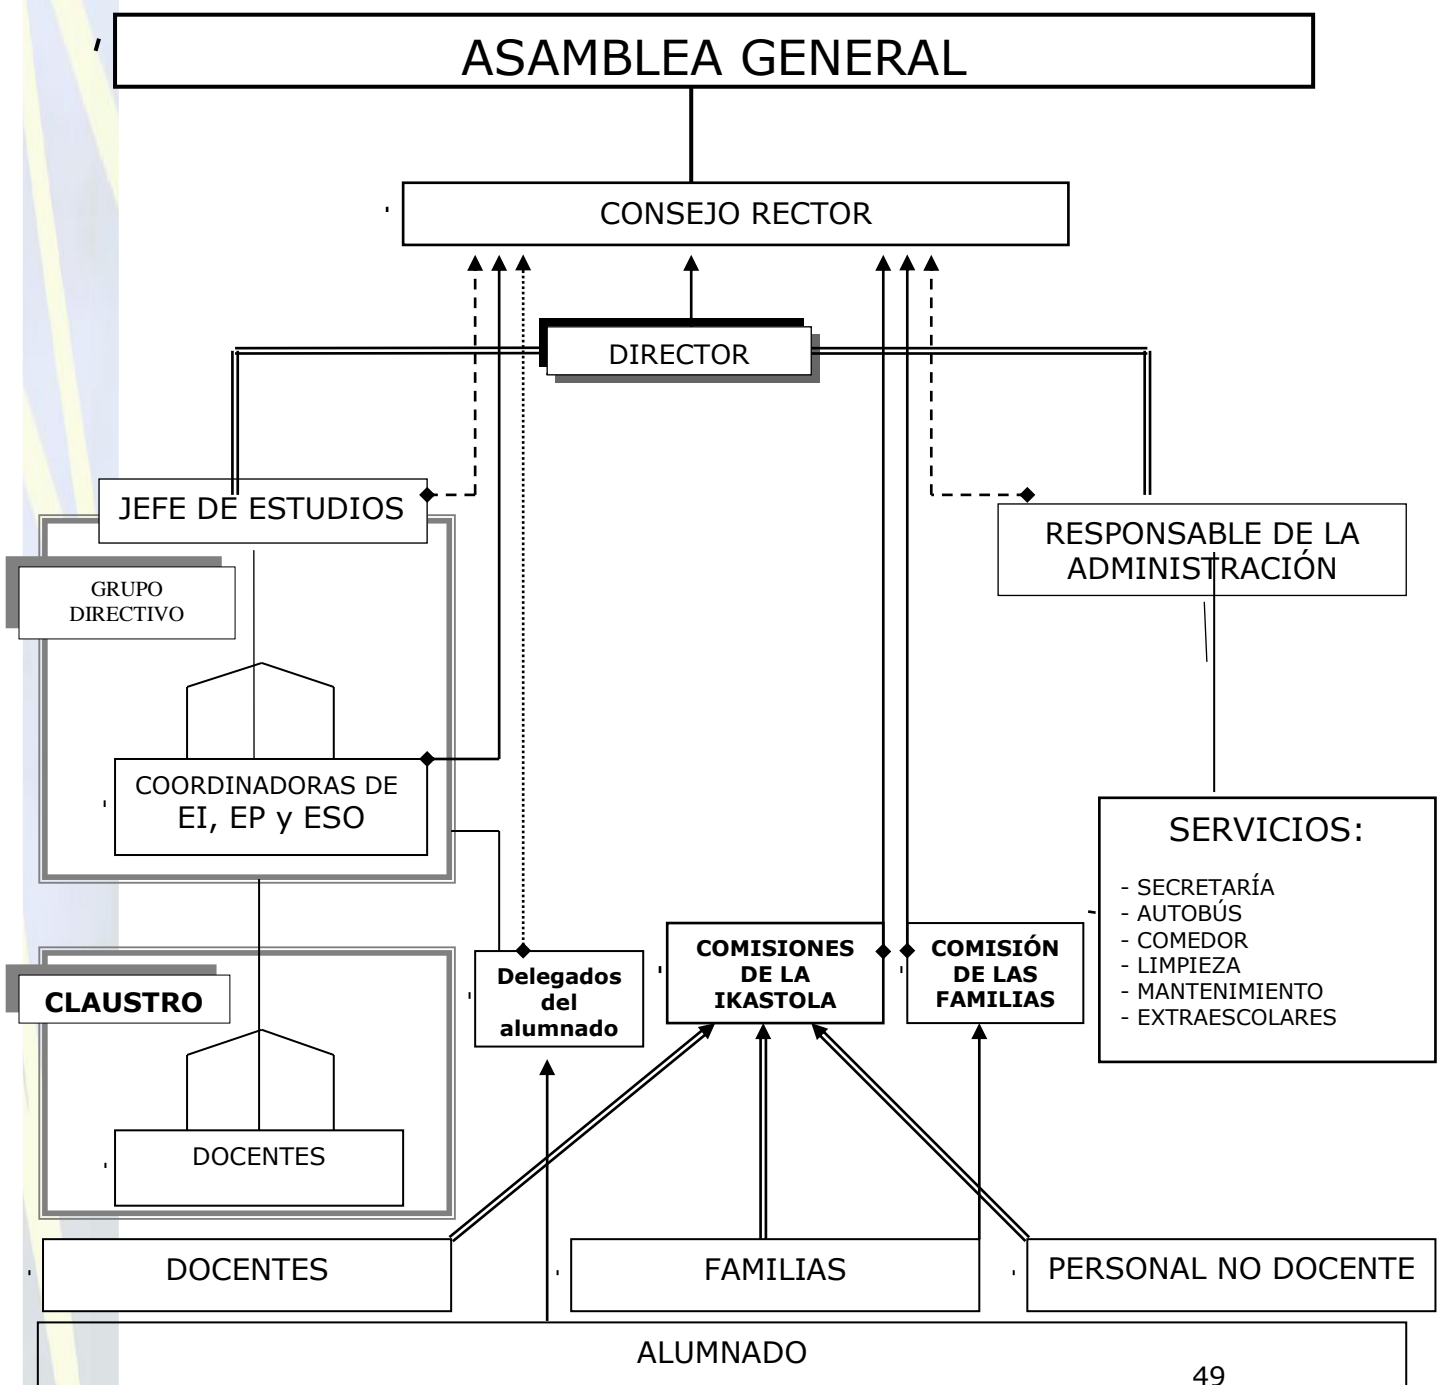 ASAMBLEA GENERAL
CONSEJO RECTOR
DIRECTOR
JEFE DE ESTUDIOS
RESPONSABLE DE LA
ADMINISTRACIÓN
GRUPO
DIRECTIVO
COORDINADORAS DE
EI, EP y ESO
SERVICIOS:
- SECRETARÍA
- AUTOBÚS
- COMEDOR
- LIMPIEZA
- MANTENIMIENTO
- EXTRAESCOLARES
CLAUSTRO
Delegados
del
alumnado
COMISIONES
DE LA
IKASTOLA
COMISIÓN
DE LAS
FAMILIAS
DOCENTES
DOCENTES
FAMILIAS
PERSONAL NO DOCENTE
ALUMNADO
49